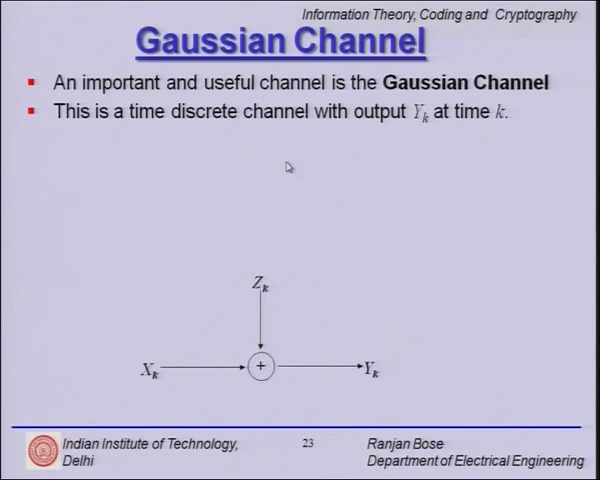 Information Theory, Coding and Cryptography
Gaussian Channel
An important and useful channel is the Gaussian Channel
This is a time discrete channel with output Yk at time k.
Zk
Xk
+
Yk
Indian Institute of Technology,
Delhi
23
Ranjan Bose
Department of Electrical Engineering